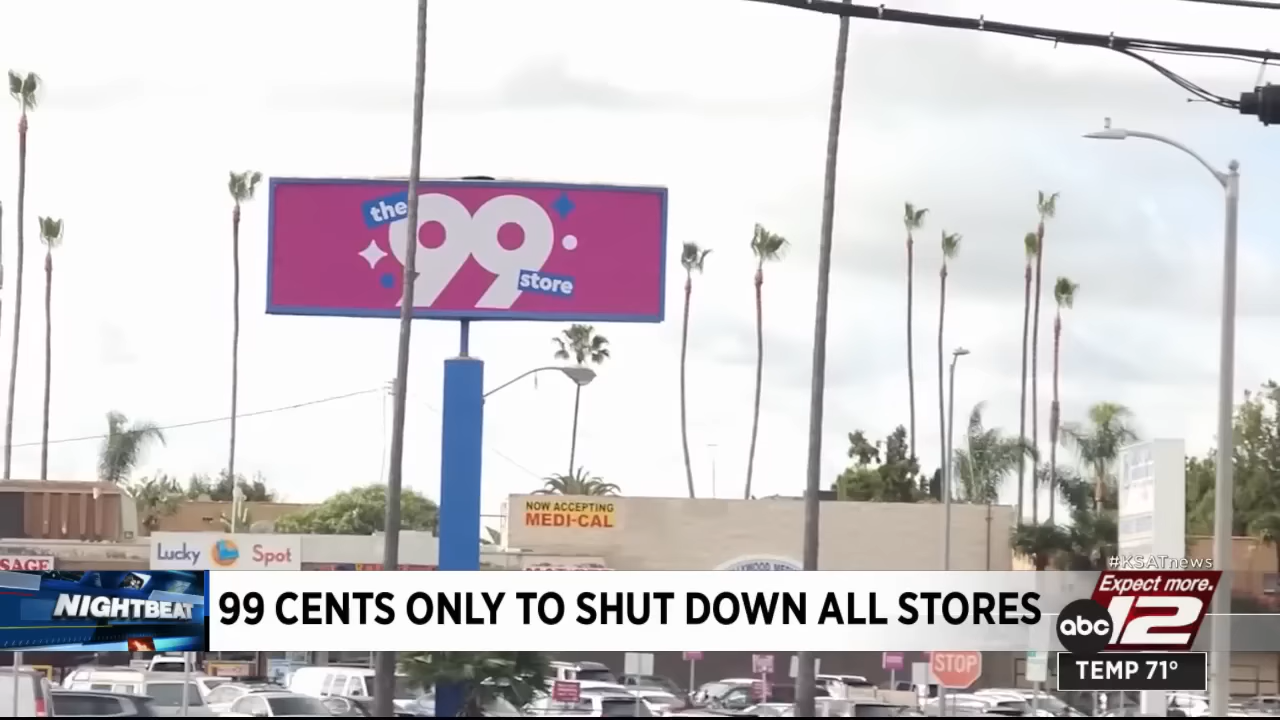 the
99
store
NOW ACCEPTING
MEDI-CAL
Lucky Spot
SAGE
#KSATnews
NIGHTBEAT
99 CENTS ONLY TO SHUT DOWN ALL STORES
Expect more.
abc 12
STOP
TEMP 71°